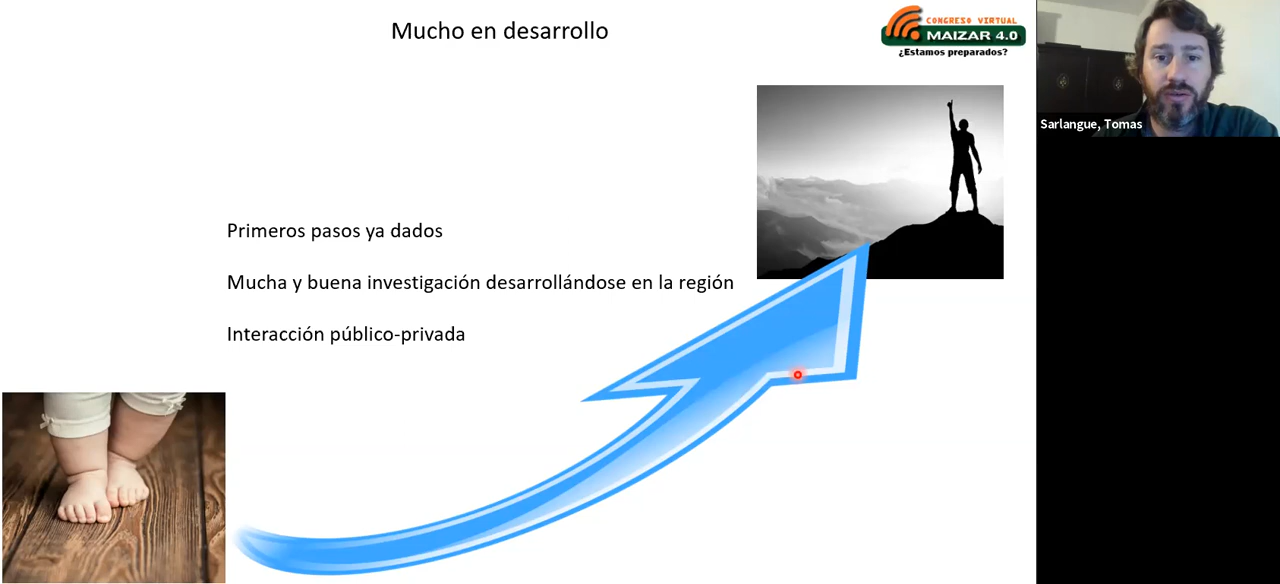 Mucho en desarrollo
CONGRESO VIRTUAL
MAIZAR 4.0
¿Estamos preparados?
Sarlangue, Tomas
Primeros pasos ya dados
Mucha y buena investigación desarrollándose en la región
Interacción público-privada